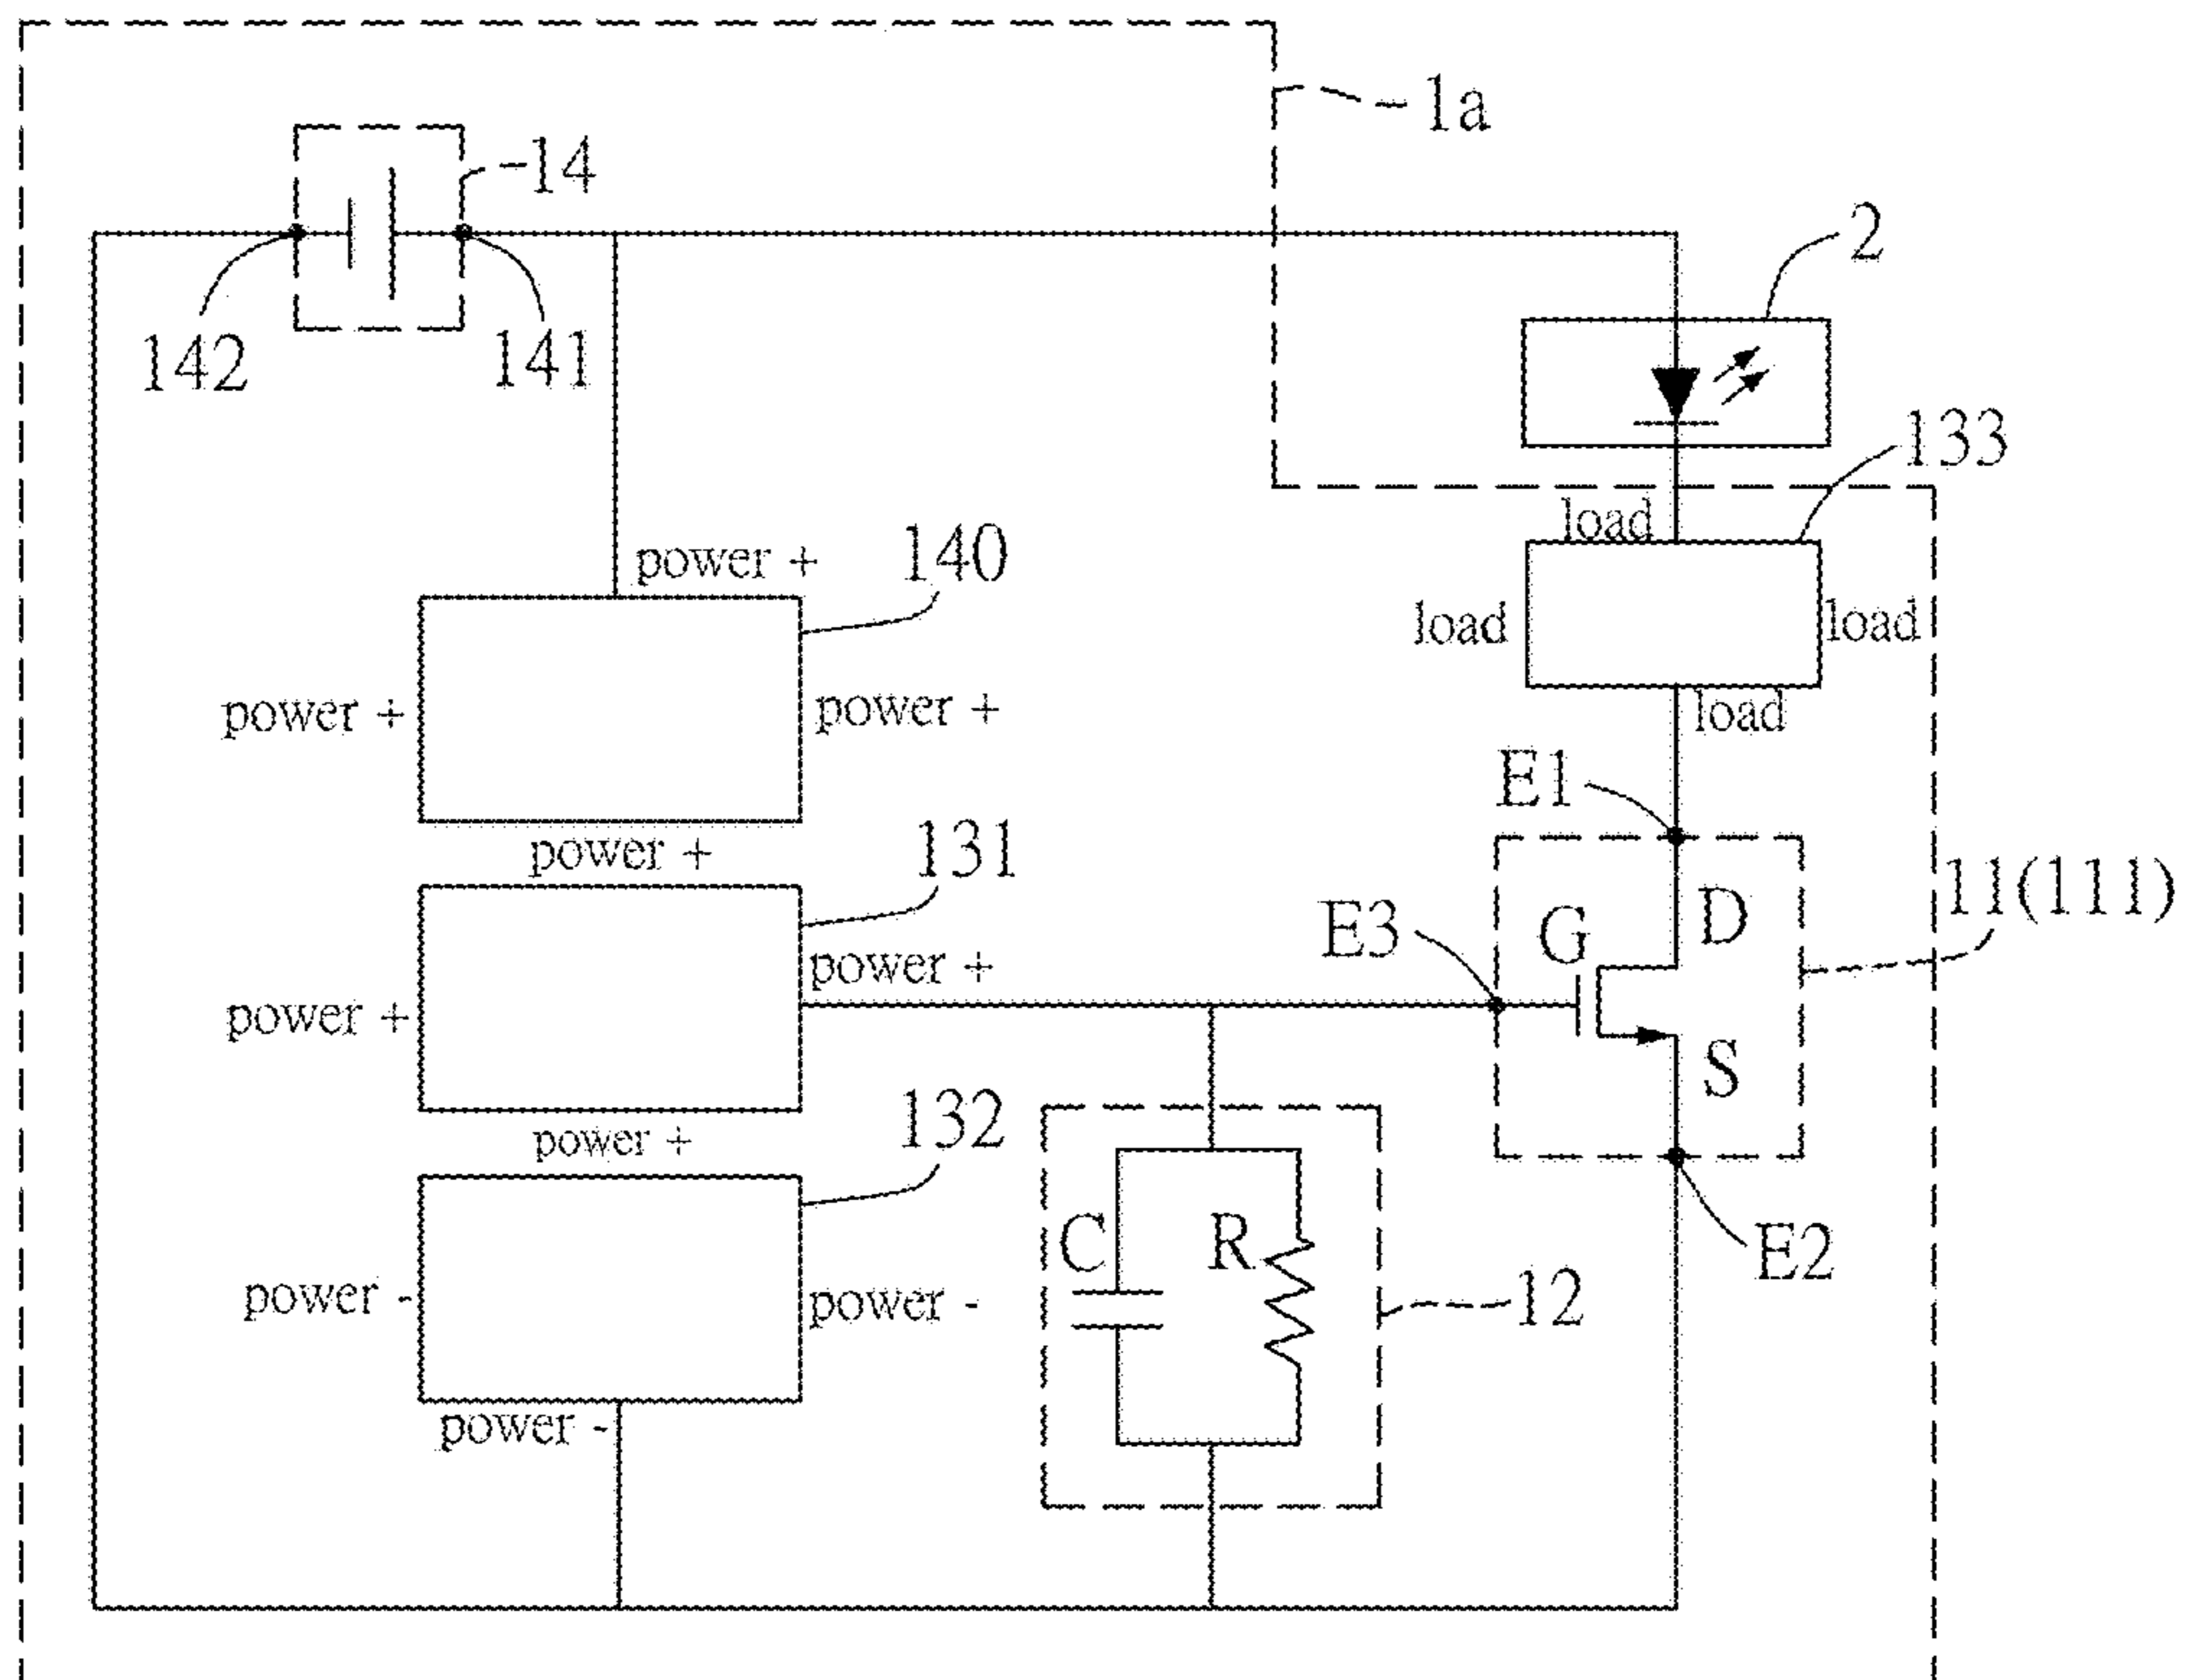 1a
14
2
142
141
133
load
power +
140
load
load
power +
power +
load
E1
power +
131
11(111)
D
E3
G
power +
power +
S
132
power +
C
R
E2
12
power -
power -
power -